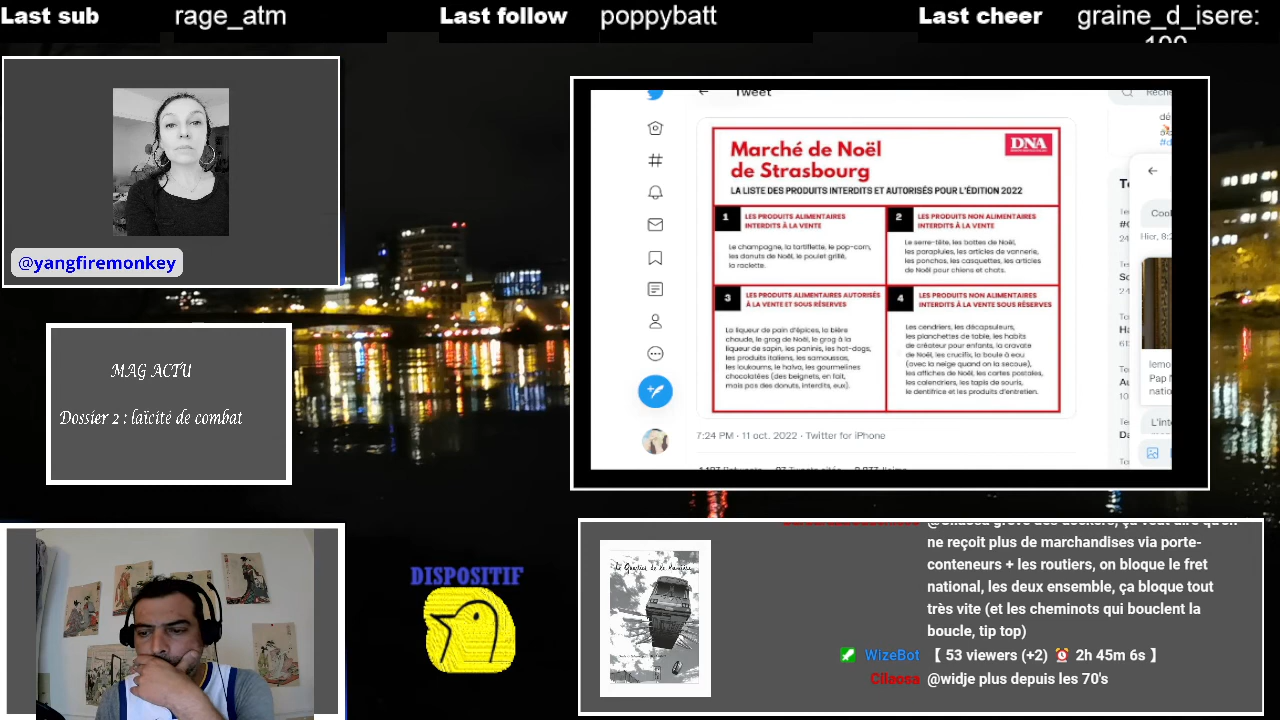 Last sub
rage_atm
Last follow
poppybatt
Last cheer
graine_d_isere:
@yangfiremonkey
MAG ACTU
Dossier 2 : laïcité de combat
Tweet
Marché de Noël
de Strasbourg
DNA
LA LISTE DES PRODUITS INTERDITS ET AUTORISÉS POUR L'ÉDITION 2022
1
LES PRODUITS ALIMENTAIRES
INTERDITS À LA VENTE
Le champagne, la tartiflette, le pop-corn,
les donuts de Noël, le poulet grillé,
la raclette.
2
LES PRODUITS NON ALIMENTAIRES
INTERDITS À LA VENTE
Le serre-tête, les bottes de Noël,
les parapluies, les articles de vannerie,
les ponchos, les casquettes, les articles
de Noël pour chiens et chats.
3
LES PRODUITS ALIMENTAIRES AUTORISÉS
À LA VENTE ET SOUS RÉSERVES
La liqueur de pain d'épices, la bière
chaude, le grog de Noël, le grog à la
liqueur de sapin, les paninis, les hot-dogs,
les produits italiens, les samoussas,
les loukoums, le halva, les gourmelines
chocolatées (des beignets, en fait,
mais pas des donuts, interdits, eux).
4
LES PRODUITS NON ALIMENTAIRES
INTERDITS À LA VENTE SOUS RÉSERVES
Les cendriers, les décapsuleurs,
les planchettes de table, les habits
de créateur pour enfants, la cravate
de Noël, les crucifix, la boule à eau
(avec la neige quand on la secoue),
les affiches de Noël, les cartes postales,
les calendriers, les tapis de souris,
le dentifrice et les produits d'entretien.
7:24 PM · 11 oct. 2022 · Twitter for iPhone
DISPOSITIF
ne reçoit plus de marchandises via porte-
conteneurs + les routiers, on bloque le fret
national, les deux ensemble, ça bloque tout
très vite (et les cheminots qui bouclent la
boucle, tip top)
WizeBot 【 53 viewers (+2) ⏰ 2h 45m 6s 】
Cilaosa @widje plus depuis les 70's